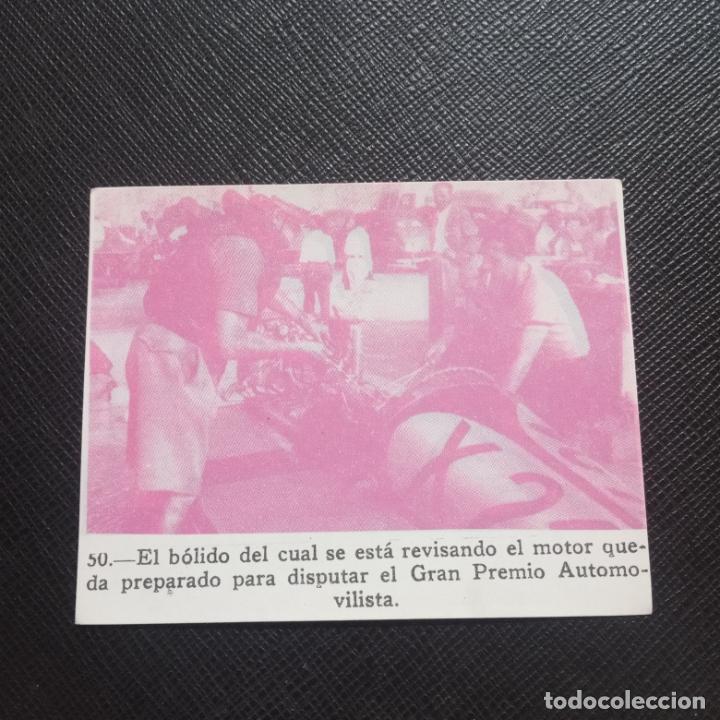 50.—El bólido del cual se está revisando el motor que-
da preparado para disputar el Gran Premio Automo-
vilista.
todocoleccion.net